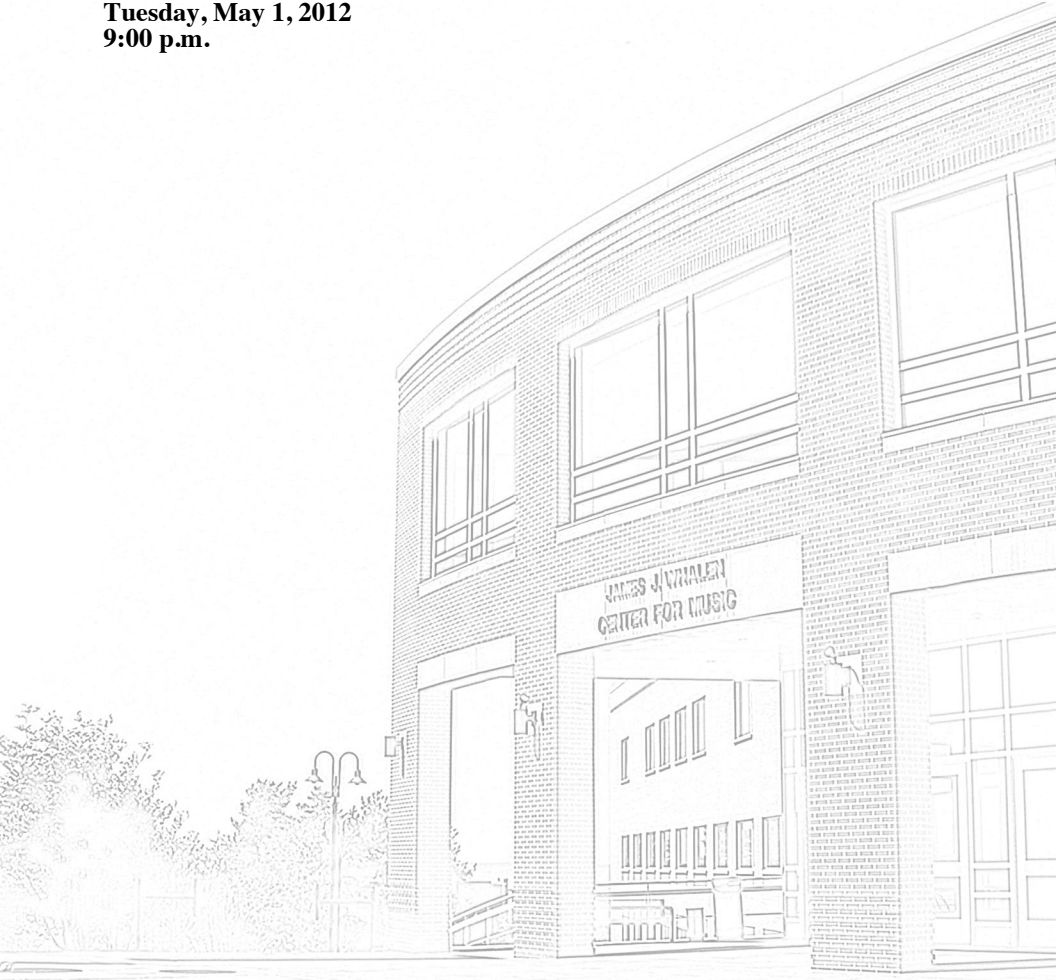 Tuesday, May 1, 2012
9:00 p.m.
JAMES J. WHALEN
CENTER FOR MUSIC